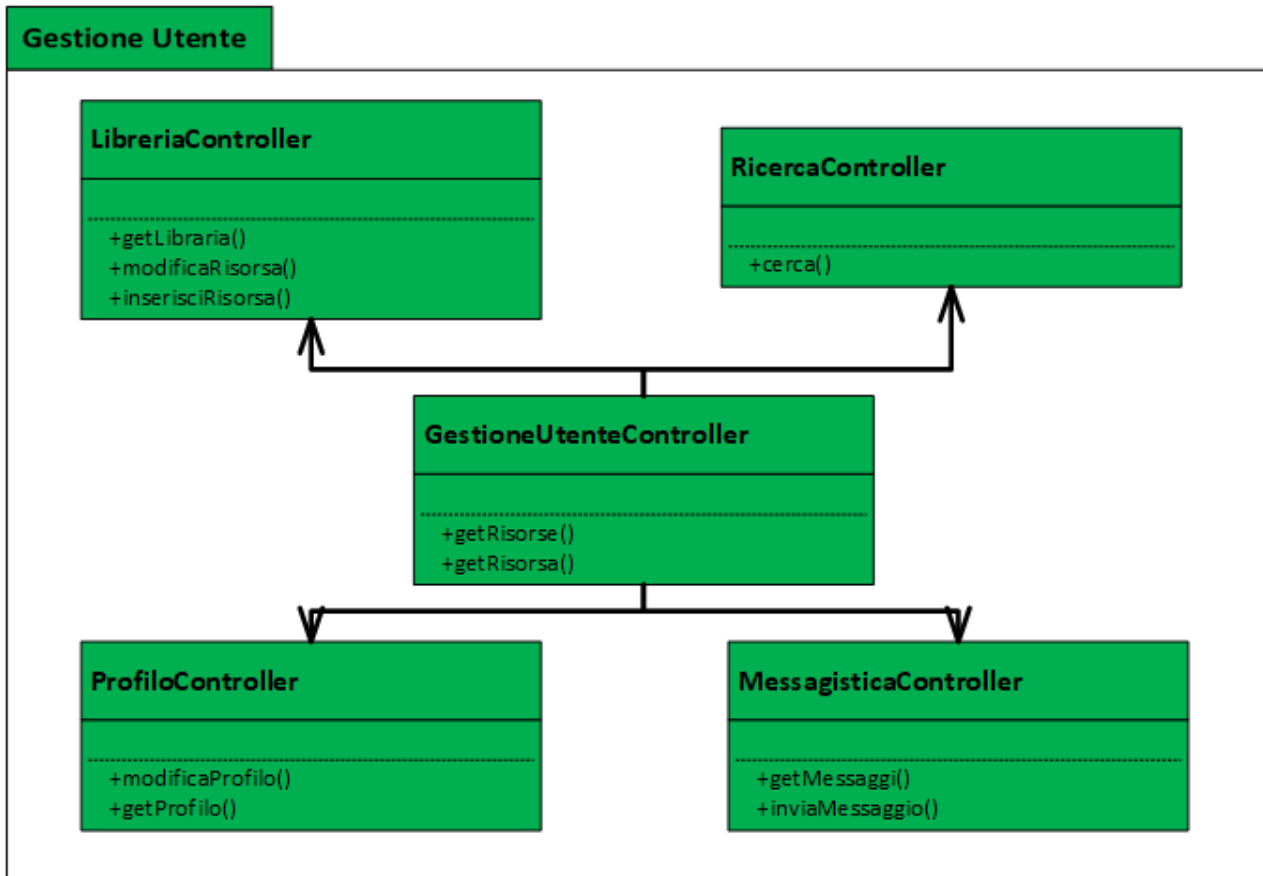 Gestione Utente
LibreriaController
+getLibraria()
+modificaRisorsa()
+inserisciRisorsa()
RicercaController
+cerca()
GestioneUtenteController
+getRisorse()
+getRisorsa()
ProfiloController
+modificaProfilo()
+getProfilo()
MessagisticaController
+getMessaggi()
+inviaMessaggio()